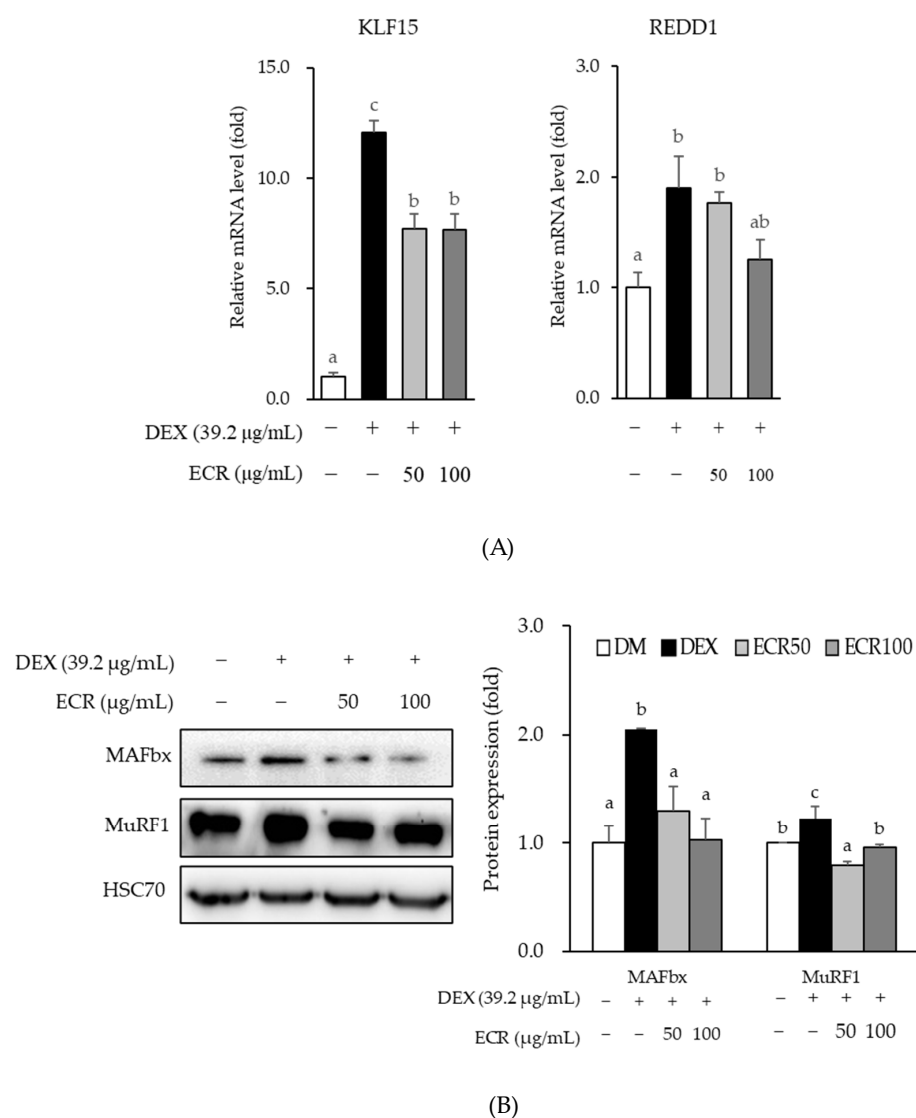 KLF15
REDD1
Relative mRNA level (fold)
15.0
10.0
5.0
0.0
a
c
b
b
Relative mRNA level (fold)
3.0
2.0
1.0
0.0
a
b
b
ab
DEX (39.2 µg/mL) − + + + − + + +
ECR (µg/mL) − − 50 100 − − 50 100
(A)
DEX (39.2 µg/mL) − + + +
ECR (µg/mL) − − 50 100
MAFbx
MuRF1
HSC70
Protein expression (fold)
3.0
2.0
1.0
0.0
DM DEX ECR50 ECR100
a
b
a
a
b
c
a
b
MAFbx MuRF1
DEX (39.2 µg/mL) − + + + − + + +
ECR (µg/mL) − − 50 100 − − 50 100
(B)